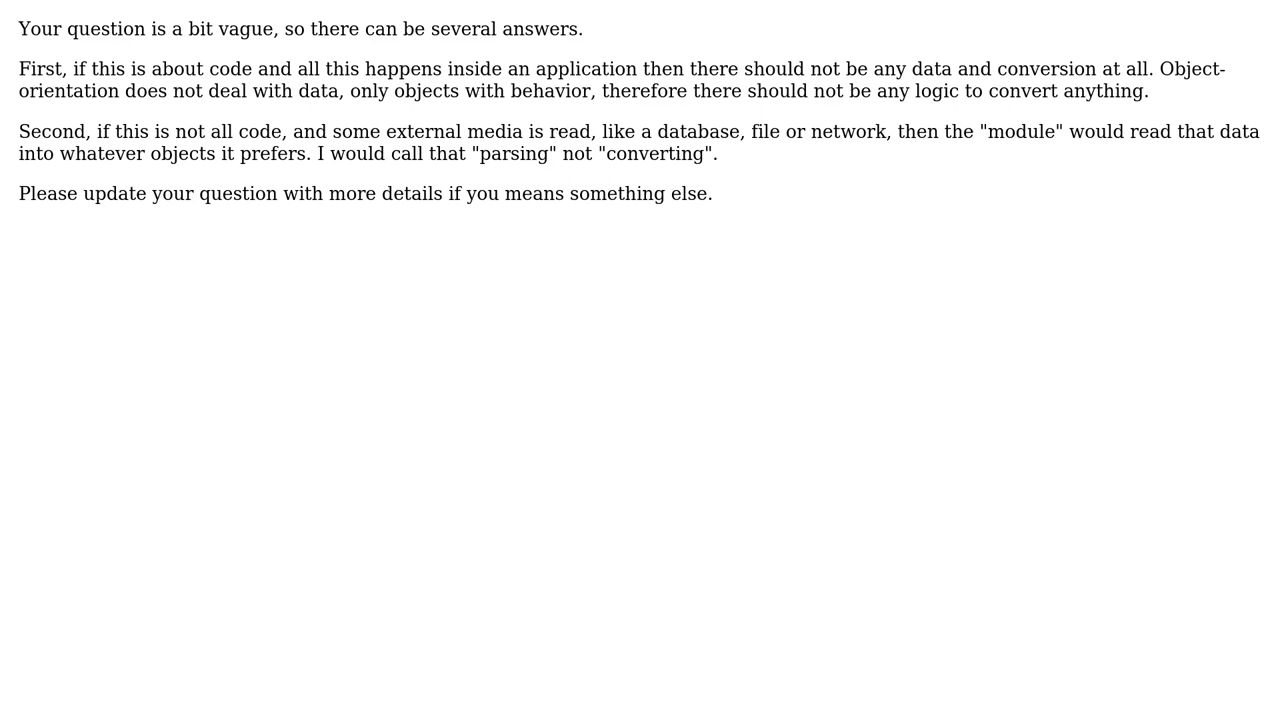 Your question is a bit vague, so there can be several answers.
First, if this is about code and all this happens inside an application then there should not be any data and conversion at all. Object-
orientation does not deal with data, only objects with behavior, therefore there should not be any logic to convert anything.
Second, if this is not all code, and some external media is read, like a database, file or network, then the "module" would read that data
into whatever objects it prefers. I would call that "parsing" not "converting".
Please update your question with more details if you means something else.